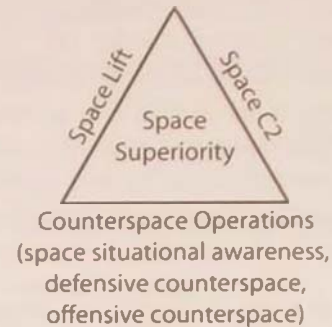 Space Lift
Space C2
Space
Superiority
Counterspace Operations
(space situational awareness,
defensive counterspace,
offensive counterspace)